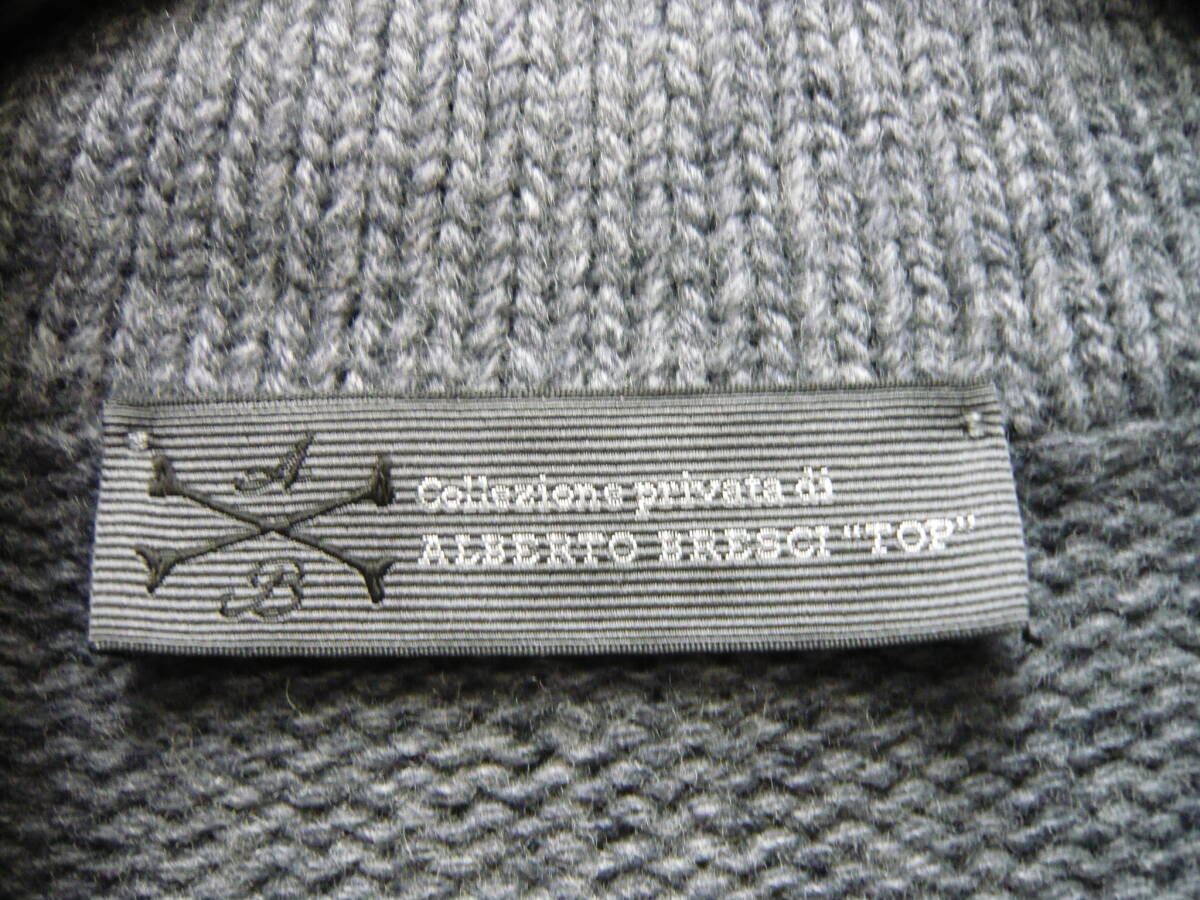 A
B
Collezione privata di
ALBERTO BRESCI "TOP"